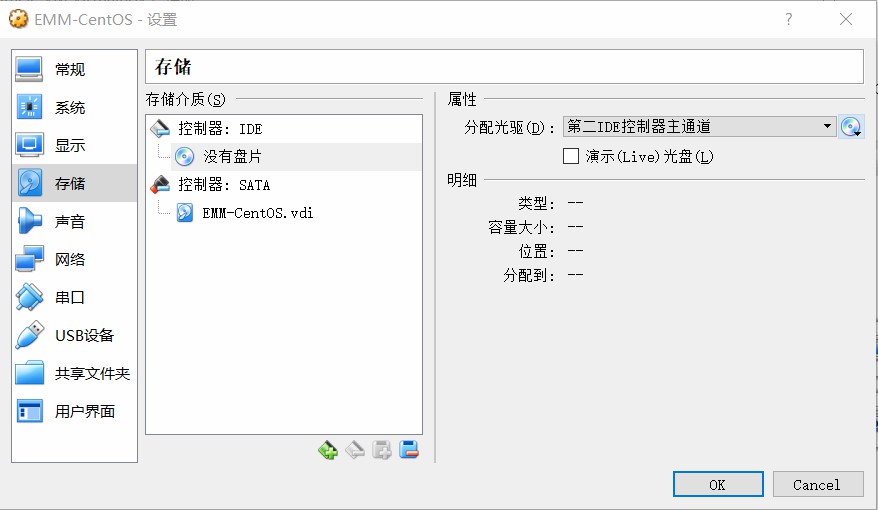 EMM-CentOS - 设置
?
常规
系统
显示
存储
声音
网络
串口
USB设备
共享文件夹
用户界面
存储
存储介质(S)
控制器: IDE
没有盘片
控制器: SATA
EMM-CentOS.vdi
属性
分配光驱(D): 第二IDE控制器主通道
演示(Live)光盘(L)
明细
类型: --
容量大小: --
位置: --
分配到: --
OK
Cancel